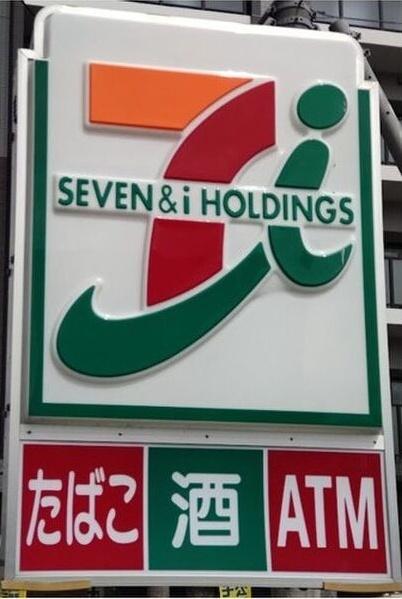 SEVEN&i HOLDINGS
たばこ 酒 ATM